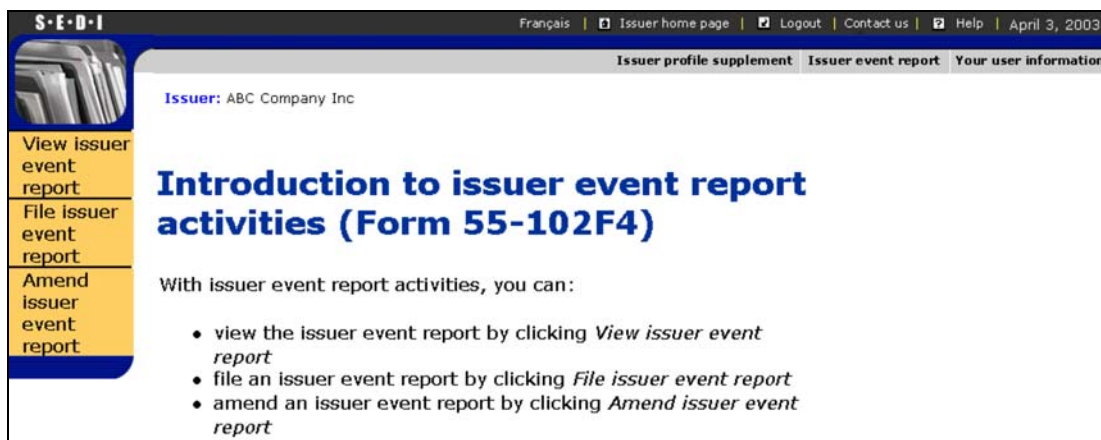 S•E•D•I
Français | Issuer home page | Logout | Contact us | Help | April 3, 2003
Issuer profile supplement Issuer event report Your user information
Issuer: ABC Company Inc
View issuer
event
report
File issuer
event
report
Amend
issuer
event
report
Introduction to issuer event report
activities (Form 55-102F4)
With issuer event report activities, you can:
• view the issuer event report by clicking View issuer event
report
• file an issuer event report by clicking File issuer event report
• amend an issuer event report by clicking Amend issuer event
report